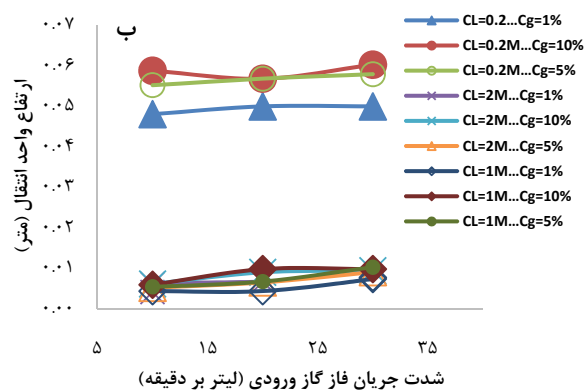 ب
ارتفاع واحد انتقال (متر)
۰.۰۷
۰.۰۶
۰.۰۵
۰.۰۴
۰.۰۳
۰.۰۲
۰.۰۱
۰.۰۰
۵
۱۵
۲۵
۳۵
شدت جریان فاز گاز ورودی (لیتر بر دقیقه)
CL=0.2...Cg=1%
CL=0.2M...Cg=10%
CL=0.2M...Cg=5%
CL=2M...Cg=1%
CL=2M...Cg=10%
CL=2M...Cg=5%
CL=1M...Cg=1%
CL=1M...Cg=10%
CL=1M...Cg=5%